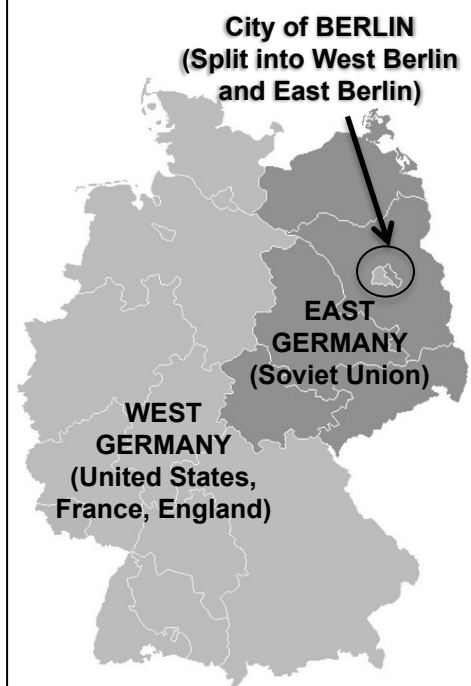 City of BERLIN
(Split into West Berlin
and East Berlin)
EAST
GERMANY
(Soviet Union)
WEST
GERMANY
(United States,
France, England)